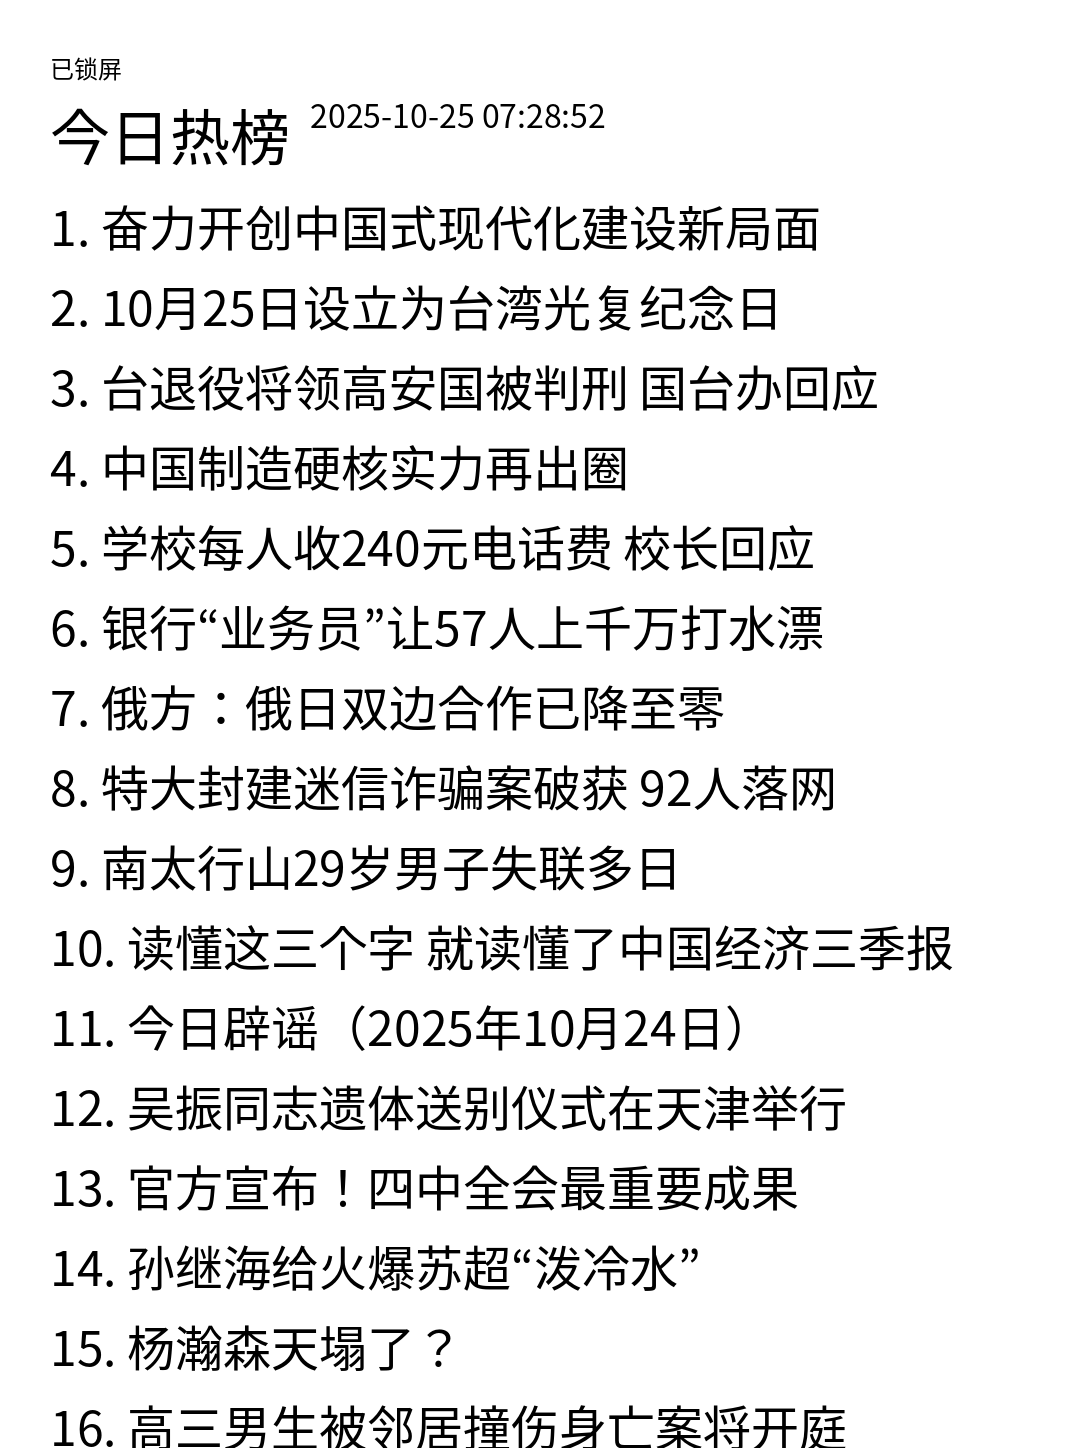 已锁屏
今日热榜 2025-10-25 07:28:52
1. 奋力开创中国式现代化建设新局面
2. 10月25日设立为台湾光复纪念日
3. 台退役将领高安国被判刑 国台办回应
4. 中国制造硬核实力再出圈
5. 学校每人收240元电话费 校长回应
6. 银行“业务员”让57人上千万打水漂
7. 俄方：俄日双边合作已降至零
8. 特大封建迷信诈骗案破获 92人落网
9. 南太行山29岁男子失联多日
10. 读懂这三个字 就读懂了中国经济三季报
11. 今日辟谣（2025年10月24日）
12. 吴振同志遗体送别仪式在天津举行
13. 官方宣布！四中全会最重要成果
14. 孙继海给火爆苏超“泼冷水”
15. 杨瀚森天塌了？
16. 高三男生被邻居撞伤身亡案将开庭